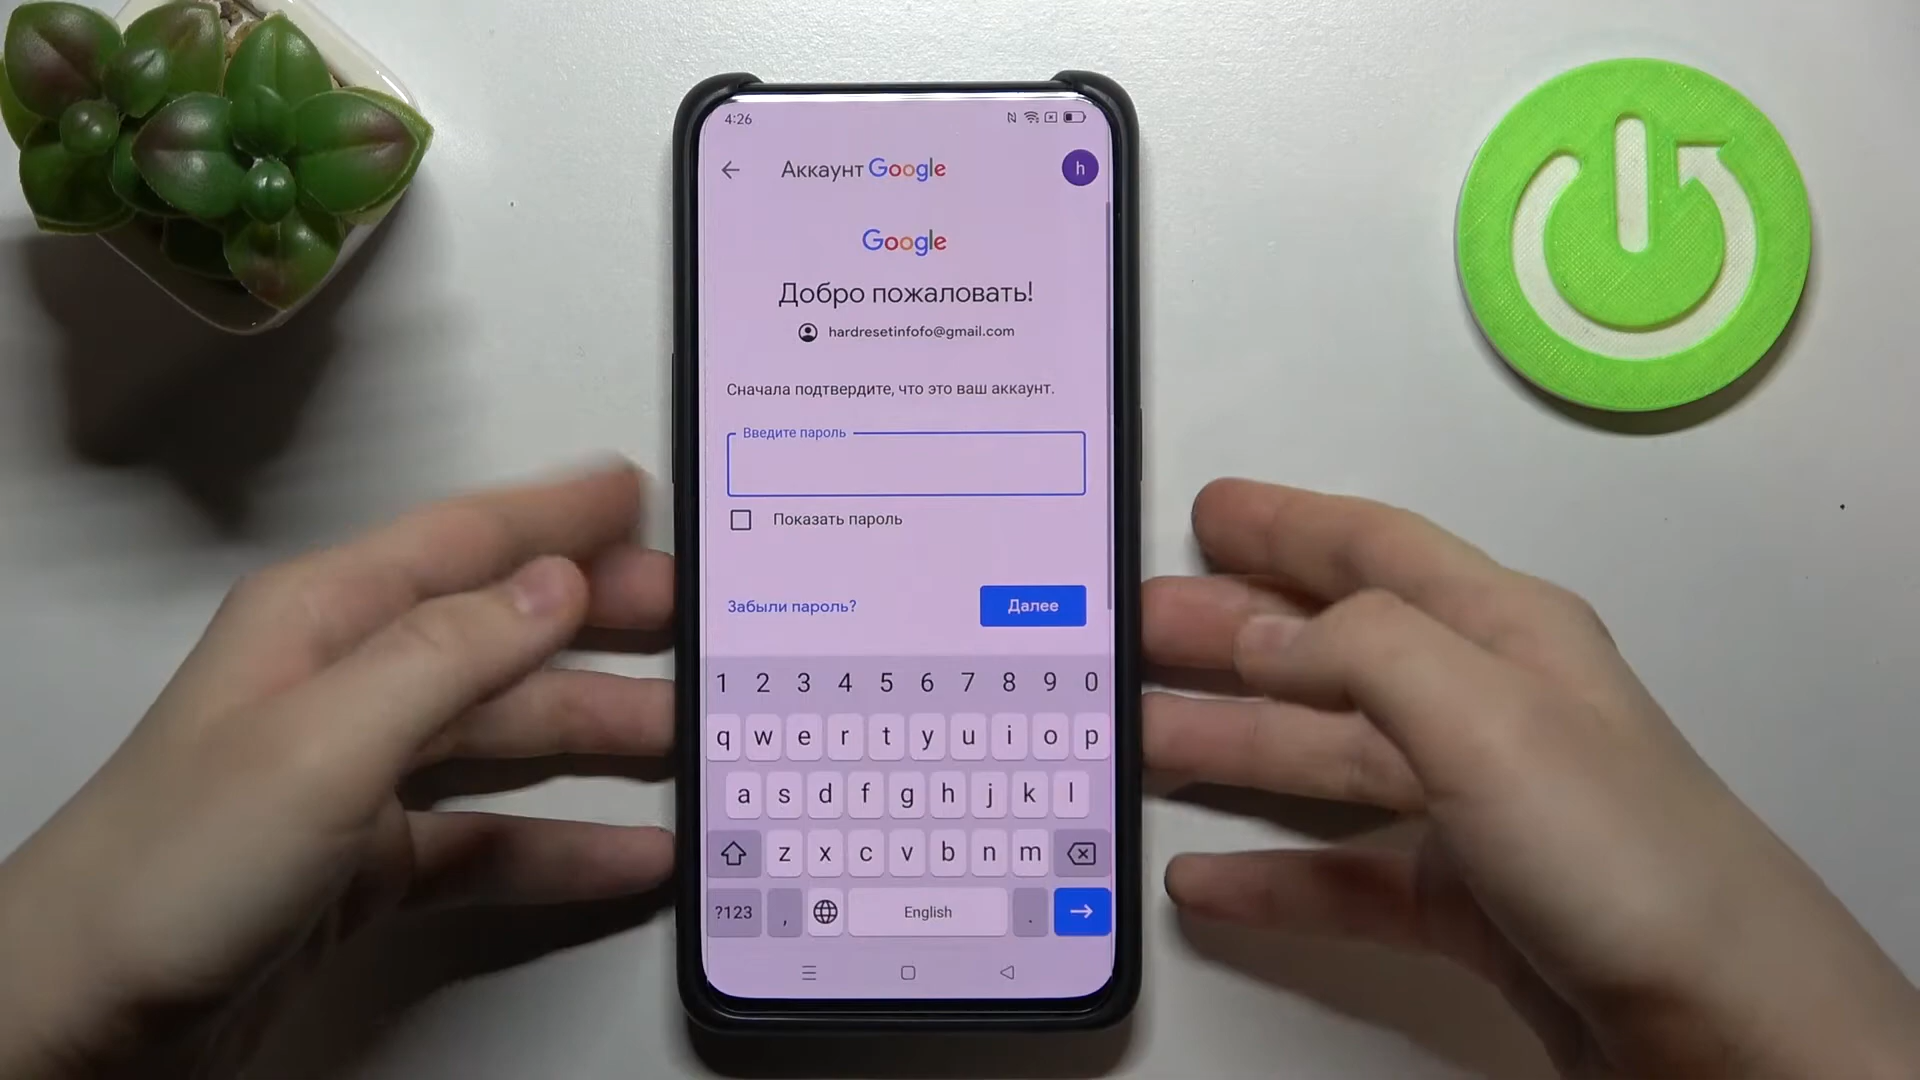 4:26
Аккаунт Google
h
Google
Добро пожаловать!
hardresetinfofo@gmail.com
Сначала подтвердите, что это ваш аккаунт.
Введите пароль
Показать пароль
Забыли пароль?
Далее
1 2 3 4 5 6 7 8 9 0
q w e r t y u i o p
a s d f g h j k l
z x c v b n m
?123 , English .